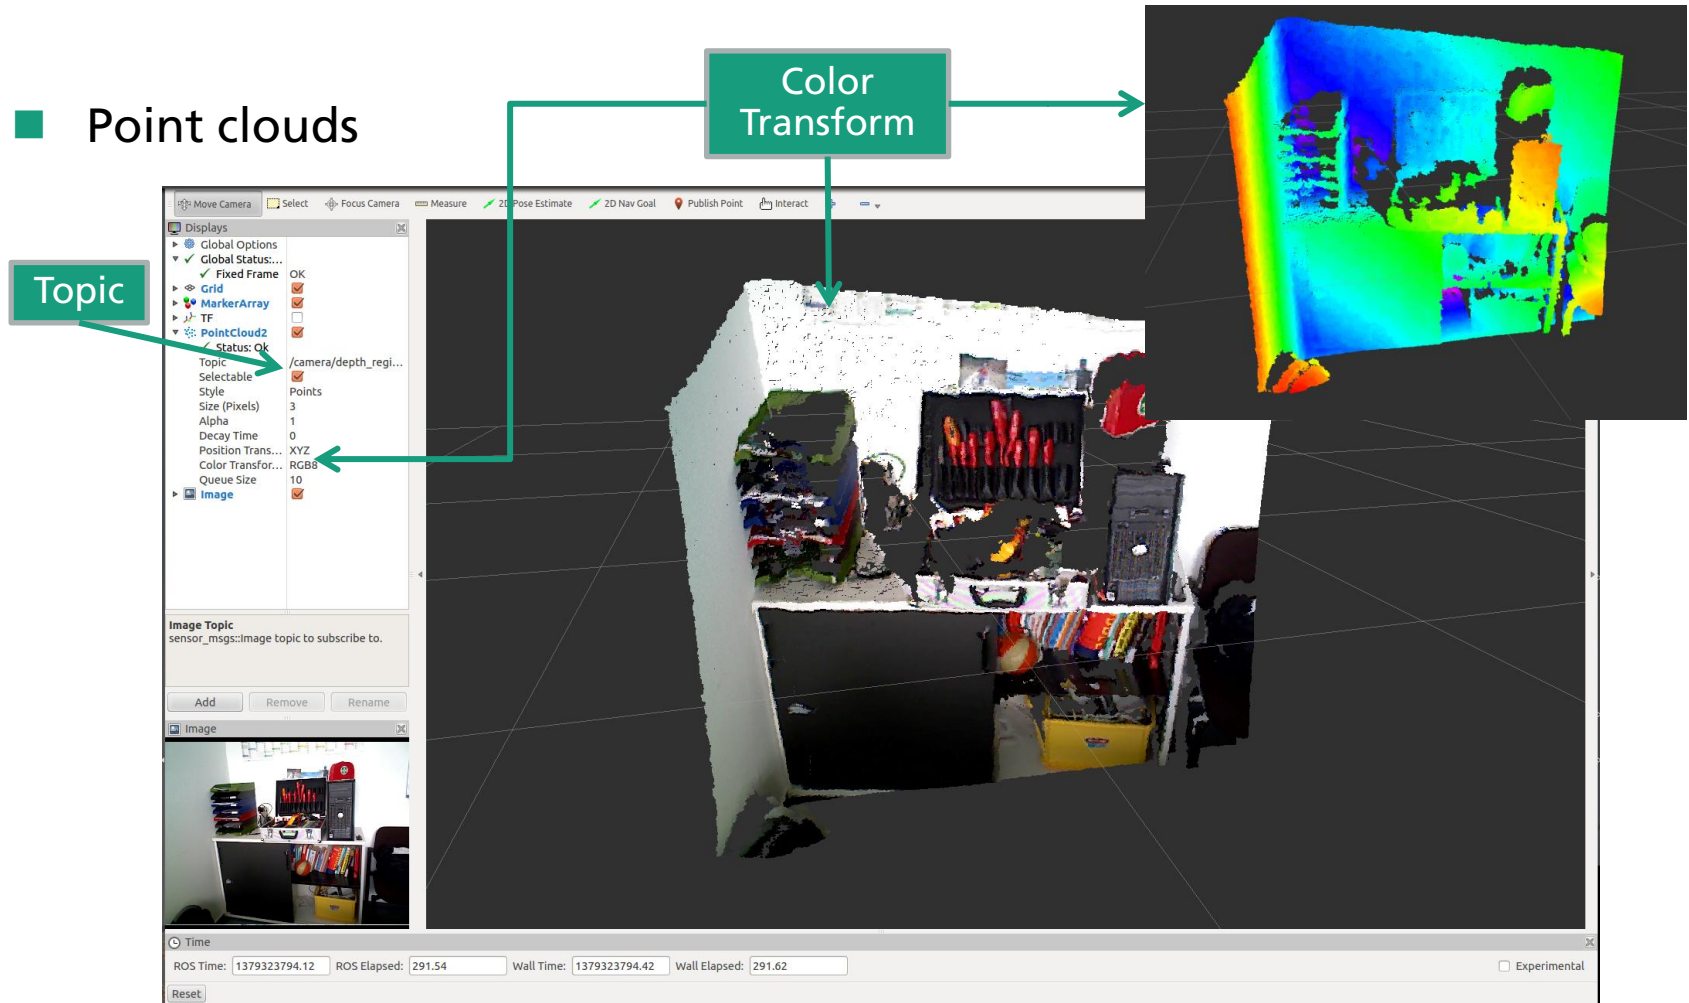 Color
Transform
Point clouds
Topic
Move Camera Select Focus Camera Measure 2D Pose Estimate 2D Nav Goal Publish Point Interact
Displays
Global Options
Global Status:...
Fixed Frame OK
Grid
MarkerArray
TF
PointCloud2
Status: Ok
Topic /camera/depth_regi...
Selectable
Style Points
Size (Pixels) 3
Alpha 1
Decay Time 0
Position Trans... XYZ
Color Transfor... RGB8
Queue Size 10
Image
Image Topic
sensor_msgs::Image topic to subscribe to.
Add Remove Rename
Image
Time
ROS Time: 1379323794.12 ROS Elapsed: 291.54 Wall Time: 1379323794.42 Wall Elapsed: 291.62 Experimental
Reset